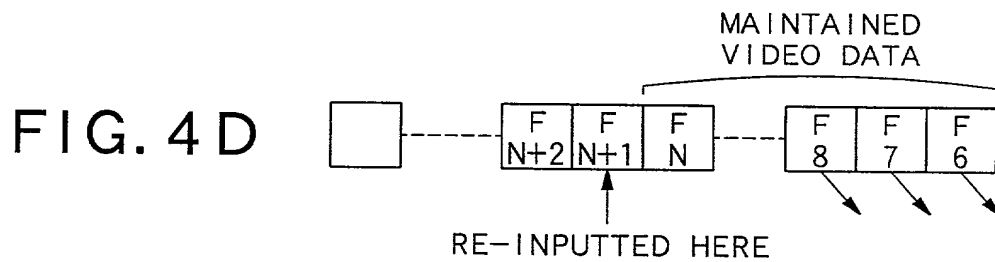 MAINTAINED
VIDEO DATA
FIG. 4D
F F F F F F
N+2 N+1 N 8 7 6
RE-INPUTTED HERE